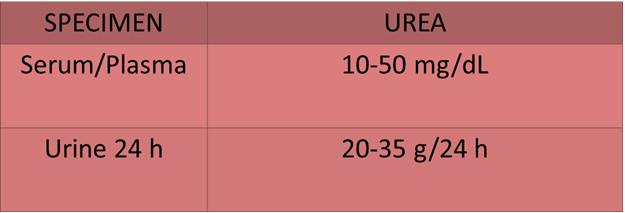 SPECIMEN UREA
Serum/Plasma 10-50 mg/dL
Urine 24 h 20-35 g/24 h